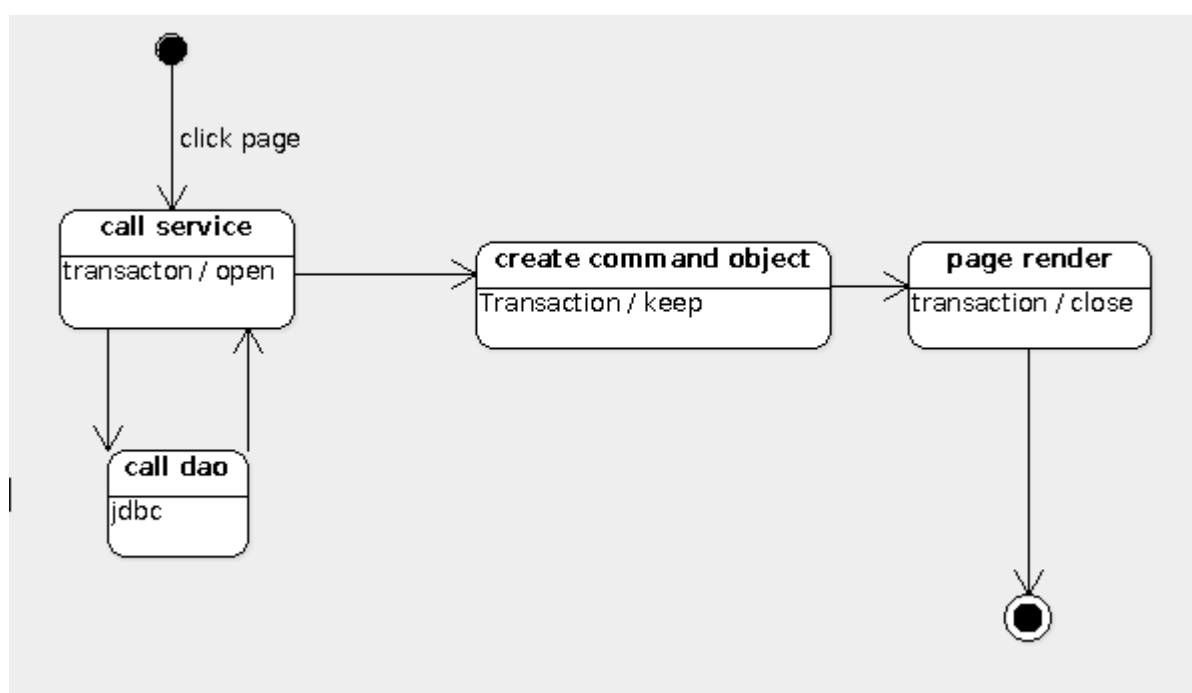 click page
call service
transacton / open
create command object
Transaction / keep
page render
transaction / close
call dao
jdbc